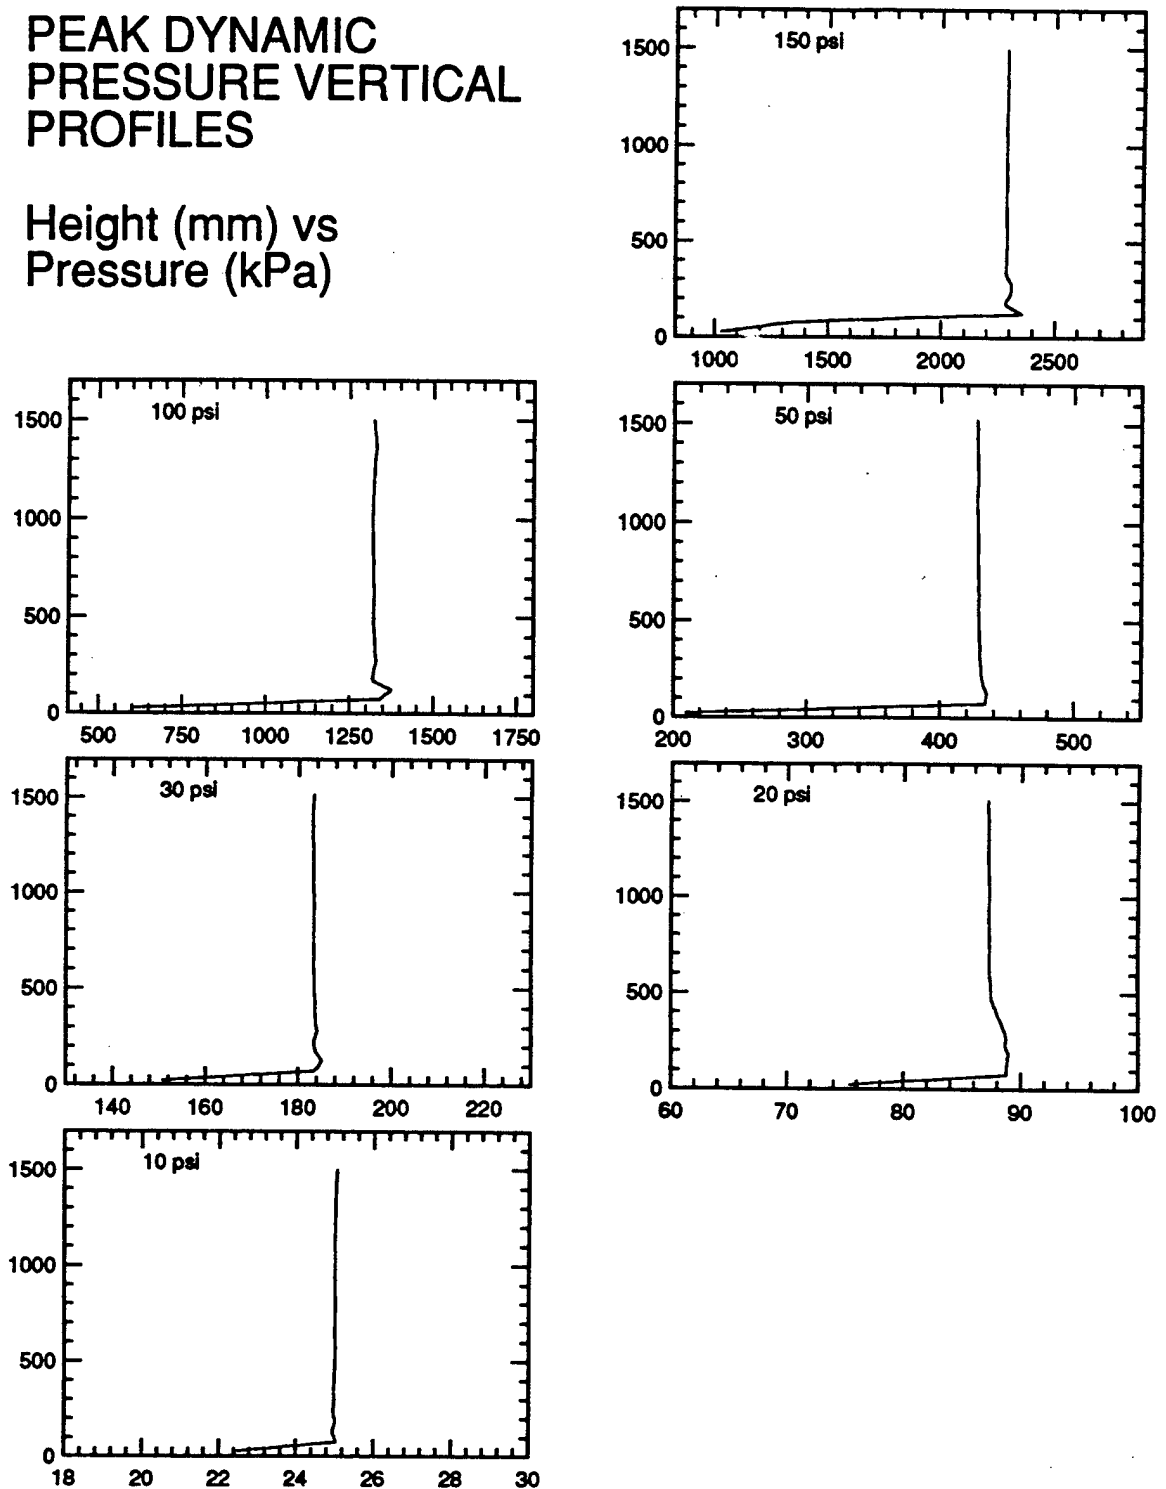 PEAK DYNAMIC
PRESSURE VERTICAL
PROFILES
Height (mm) vs
Pressure (kPa)
150 psi
1500
1000
500
0
1000 1500 2000 2500
100 psi
1500
1000
500
0
500 750 1000 1250 1500 1750
50 psi
1500
1000
500
0
200 300 400 500
30 psi
1500
1000
500
0
140 160 180 200 220
20 psi
1500
1000
500
0
60 70 80 90 100
10 psi
1500
1000
500
0
18 20 22 24 26 28 30